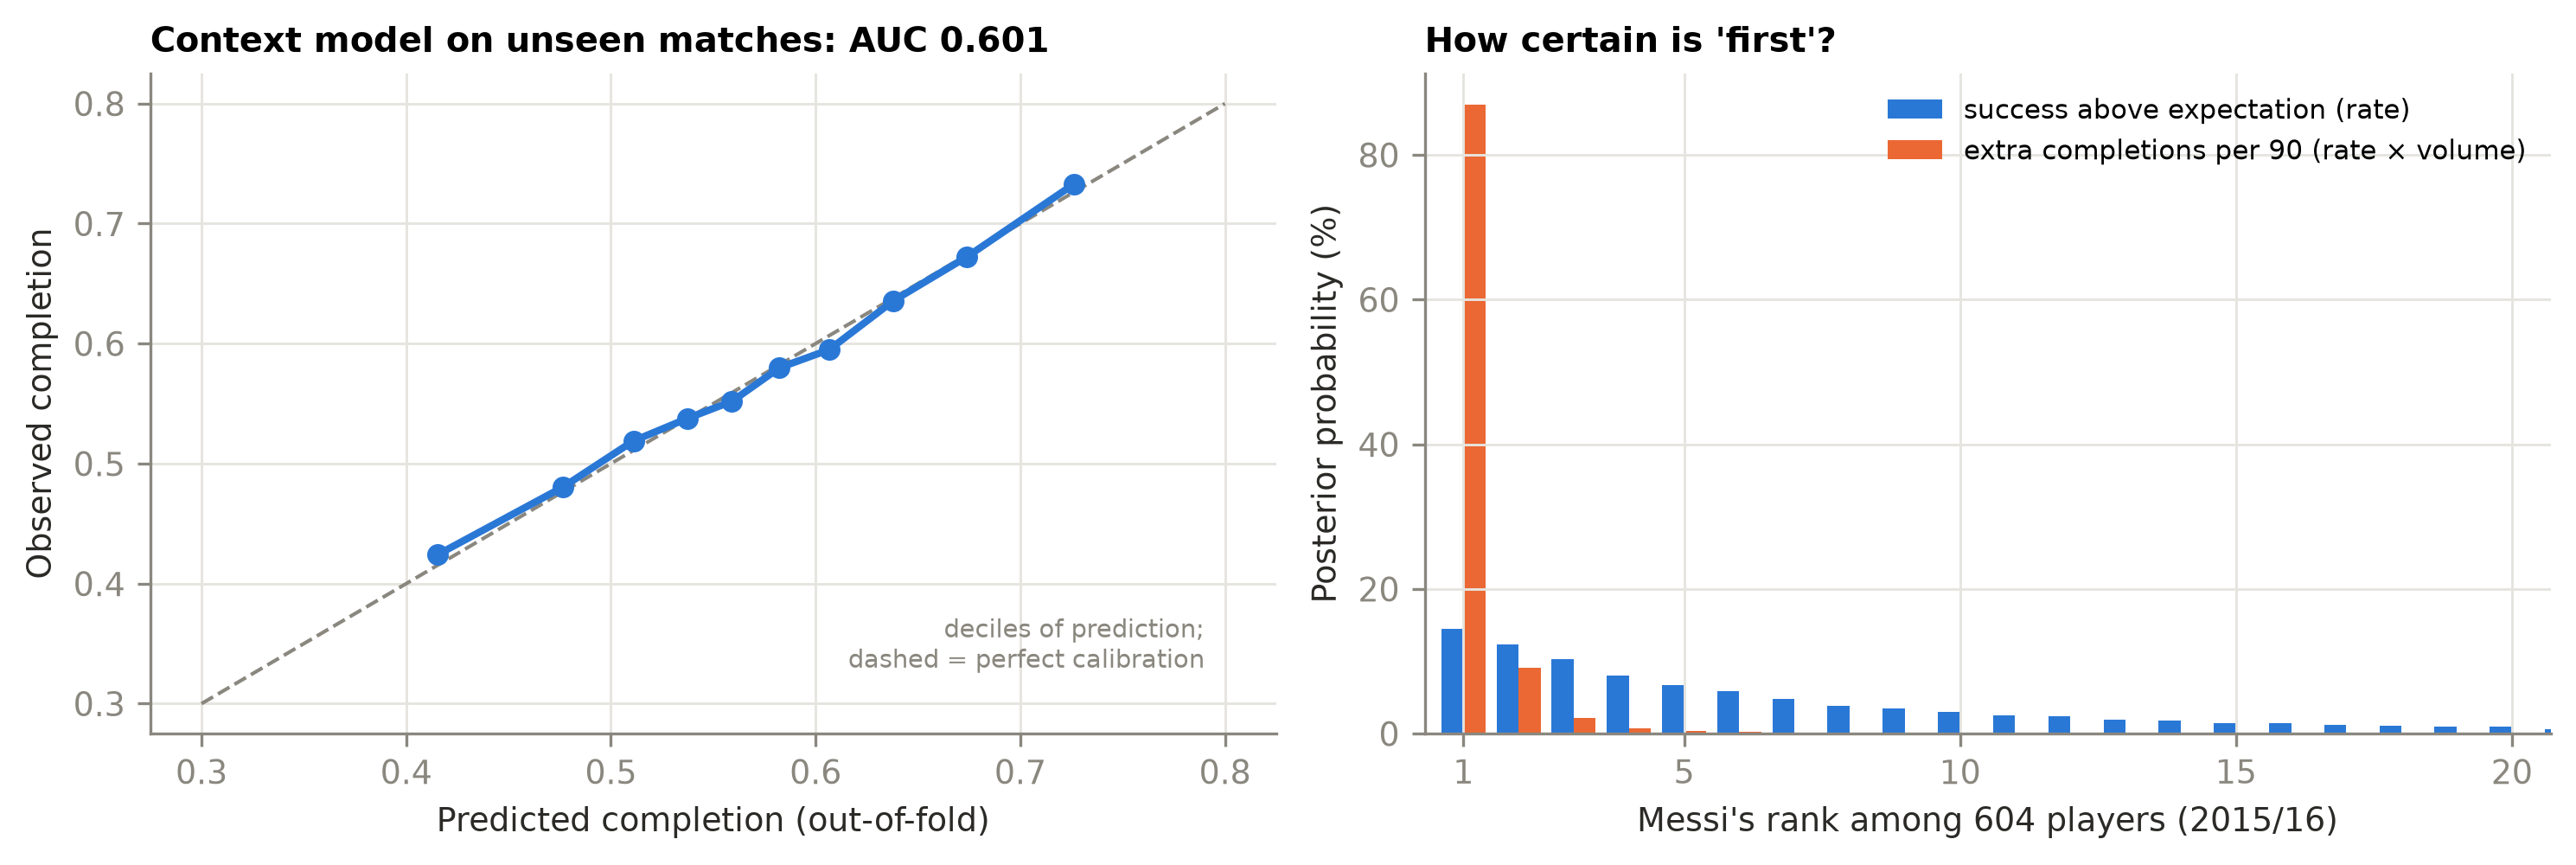 Context model on unseen matches: AUC 0.601
Observed completion
0.8
0.7
0.6
0.5
0.4
0.3
deciles of prediction;
dashed = perfect calibration
0.3 0.4 0.5 0.6 0.7 0.8
Predicted completion (out-of-fold)
How certain is 'first'?
success above expectation (rate)
extra completions per 90 (rate × volume)
Posterior probability (%)
80
60
40
20
0
1 5 10 15 20
Messi's rank among 604 players (2015/16)